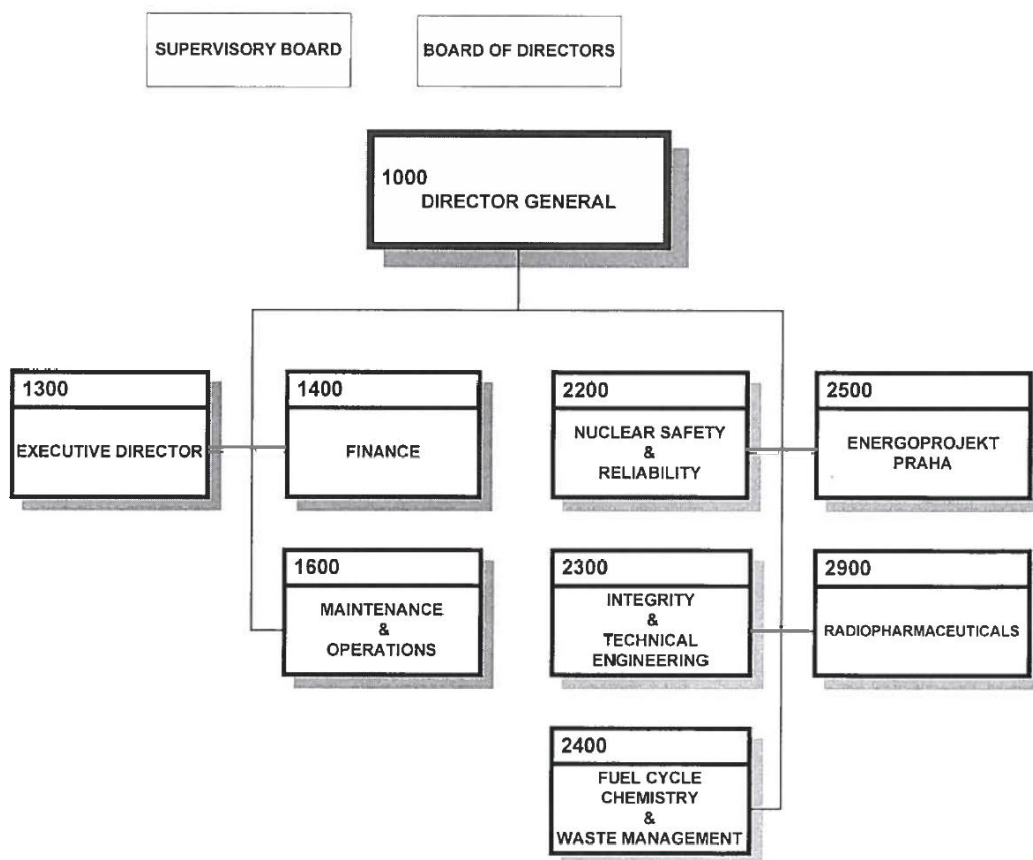 SUPERVISORY BOARD
BOARD OF DIRECTORS
1000
DIRECTOR GENERAL
1300
EXECUTIVE DIRECTOR
1400
FINANCE
2200
NUCLEAR SAFETY
&
RELIABILITY
2500
ENERGOPROJEKT
PRAHA
1600
MAINTENANCE
&
OPERATIONS
2300
INTEGRITY
&
TECHNICAL
ENGINEERING
2900
RADIOPHARMACEUTICALS
2400
FUEL CYCLE
CHEMISTRY
&
WASTE MANAGEMENT